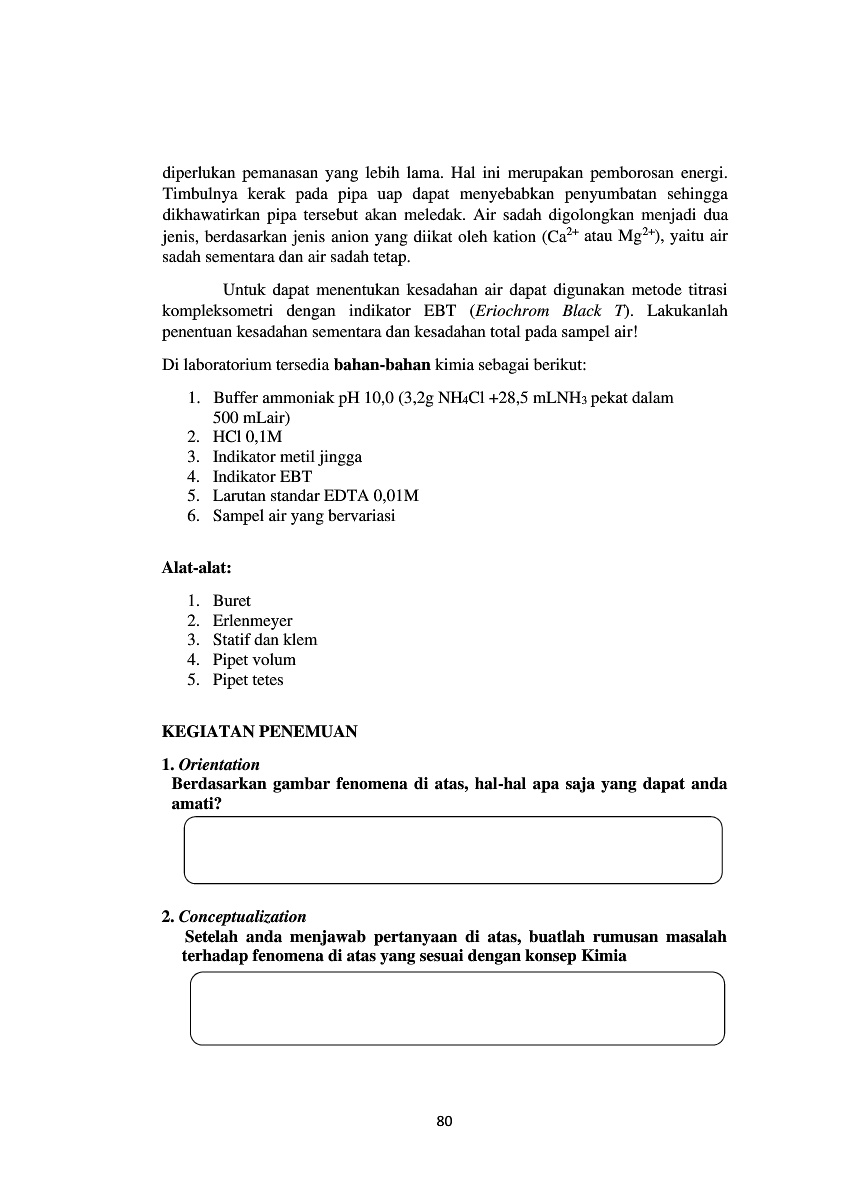 diperlukan pemanasan yang lebih lama. Hal ini merupakan pemborosan energi.
Timbulnya kerak pada pipa uap dapat menyebabkan penyumbatan sehingga
dikhawatirkan pipa tersebut akan meledak. Air sadah digolongkan menjadi dua
jenis, berdasarkan jenis anion yang diikat oleh kation (Ca²⁺ atau Mg²⁺), yaitu air
sadah sementara dan air sadah tetap.
Untuk dapat menentukan kesadahan air dapat digunakan metode titrasi
kompleksometri dengan indikator EBT (Eriochrom Black T). Lakukanlah
penentuan kesadahan sementara dan kesadahan total pada sampel air!
Di laboratorium tersedia bahan-bahan kimia sebagai berikut:
1. Buffer ammoniak pH 10,0 (3,2g NH₄Cl +28,5 mLNH₃ pekat dalam
500 mLair)
2. HCl 0,1M
3. Indikator metil jingga
4. Indikator EBT
5. Larutan standar EDTA 0,01M
6. Sampel air yang bervariasi
Alat-alat:
1. Buret
2. Erlenmeyer
3. Statif dan klem
4. Pipet volum
5. Pipet tetes
KEGIATAN PENEMUAN
1. Orientation
Berdasarkan gambar fenomena di atas, hal-hal apa saja yang dapat anda
amati?
2. Conceptualization
Setelah anda menjawab pertanyaan di atas, buatlah rumusan masalah
terhadap fenomena di atas yang sesuai dengan konsep Kimia
80